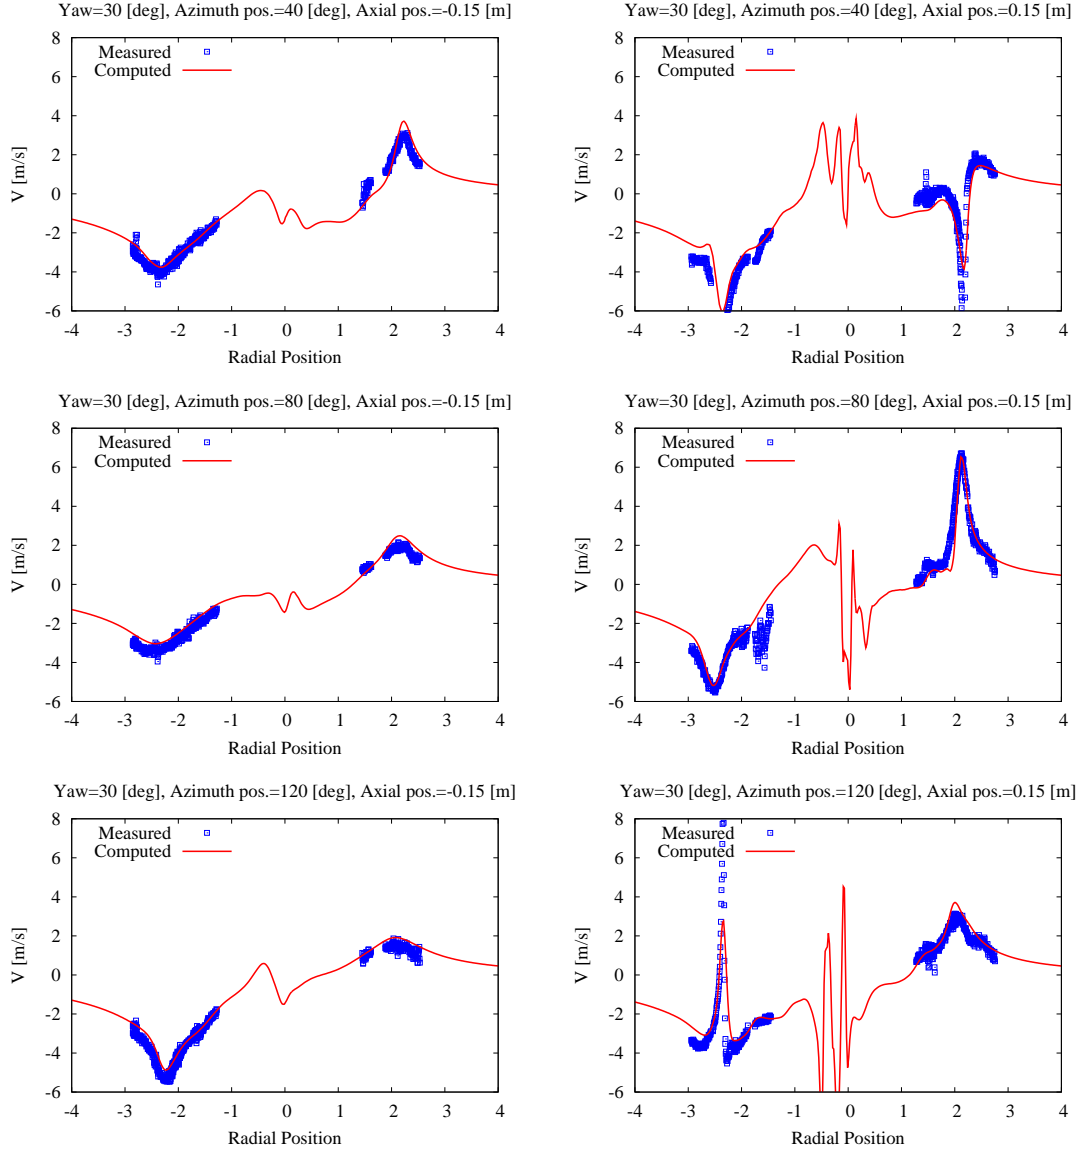 Yaw=30 [deg], Azimuth pos.=40 [deg], Axial pos.=-0.15 [m]
8
6
4
2
0
-2
-4
-6
V [m/s]
Measured
Computed
-4 -3 -2 -1 0 1 2 3 4
Radial Position
Yaw=30 [deg], Azimuth pos.=40 [deg], Axial pos.=0.15 [m]
8
6
4
2
0
-2
-4
-6
V [m/s]
Measured
Computed
-4 -3 -2 -1 0 1 2 3 4
Radial Position
Yaw=30 [deg], Azimuth pos.=80 [deg], Axial pos.=-0.15 [m]
8
6
4
2
0
-2
-4
-6
V [m/s]
Measured
Computed
-4 -3 -2 -1 0 1 2 3 4
Radial Position
Yaw=30 [deg], Azimuth pos.=80 [deg], Axial pos.=0.15 [m]
8
6
4
2
0
-2
-4
-6
V [m/s]
Measured
Computed
-4 -3 -2 -1 0 1 2 3 4
Radial Position
Yaw=30 [deg], Azimuth pos.=120 [deg], Axial pos.=-0.15 [m]
8
6
4
2
0
-2
-4
-6
V [m/s]
Measured
Computed
-4 -3 -2 -1 0 1 2 3 4
Radial Position
Yaw=30 [deg], Azimuth pos.=120 [deg], Axial pos.=0.15 [m]
8
6
4
2
0
-2
-4
-6
V [m/s]
Measured
Computed
-4 -3 -2 -1 0 1 2 3 4
Radial Position